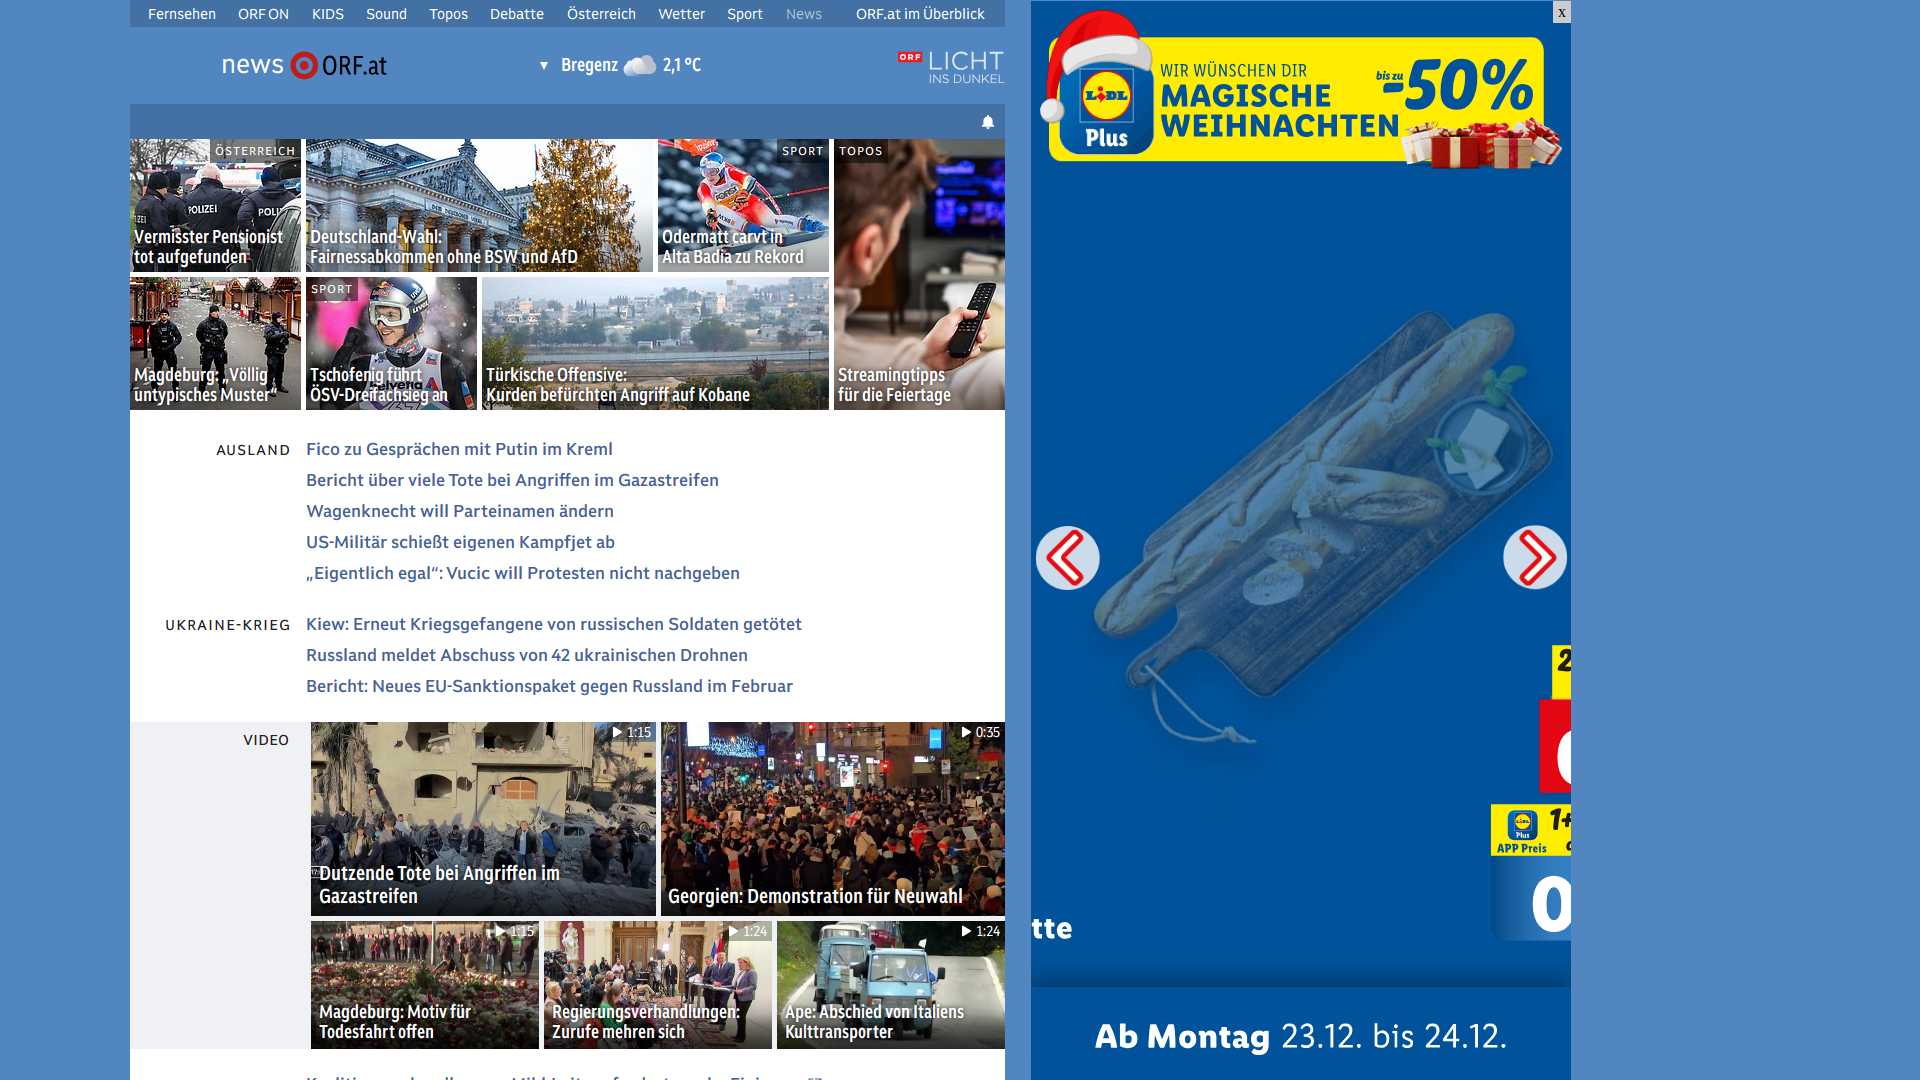 Fernsehen ORF ON KIDS Sound Topos Debatte Österreich Wetter Sport News ORF.at im Überblick
news ORF.at
▼ Bregenz 2,1 °C
ORF LICHT
INS DUNKEL
ÖSTERREICH
POLIZEI
Vermisster Pensionist
tot aufgefunden
Deutschland-Wahl:
Fairnessabkommen ohne BSW und AfD
SPORT
Odermatt carvt in
Alta Badia zu Rekord
TOPOS
Streamingtipps
für die Feiertage
Magdeburg: „Völlig
untypisches Muster“
SPORT
Tschofenig führt
ÖSV-Dreifachsieg an
Türkische Offensive:
Kurden befürchten Angriff auf Kobane
AUSLAND
Fico zu Gesprächen mit Putin im Kreml
Bericht über viele Tote bei Angriffen im Gazastreifen
Wagenknecht will Parteinamen ändern
US-Militär schießt eigenen Kampfjet ab
„Eigentlich egal“: Vucic will Protesten nicht nachgeben
UKRAINE-KRIEG
Kiew: Erneut Kriegsgefangene von russischen Soldaten getötet
Russland meldet Abschuss von 42 ukrainischen Drohnen
Bericht: Neues EU-Sanktionspaket gegen Russland im Februar
VIDEO
1:15
Dutzende Tote bei Angriffen im
Gazastreifen
0:35
Georgien: Demonstration für Neuwahl
1:15
Magdeburg: Motiv für
Todesfahrt offen
1:24
Regierungsverhandlungen:
Zurufe mehren sich
1:24
Ape: Abschied von Italiens
Kulttransporter
x
LIDL
Plus
WIR WÜNSCHEN DIR
MAGISCHE
WEIHNACHTEN
bis zu
-50%
2
LIDL
Plus
APP Preis
1+
0
tte
Ab Montag 23.12. bis 24.12.